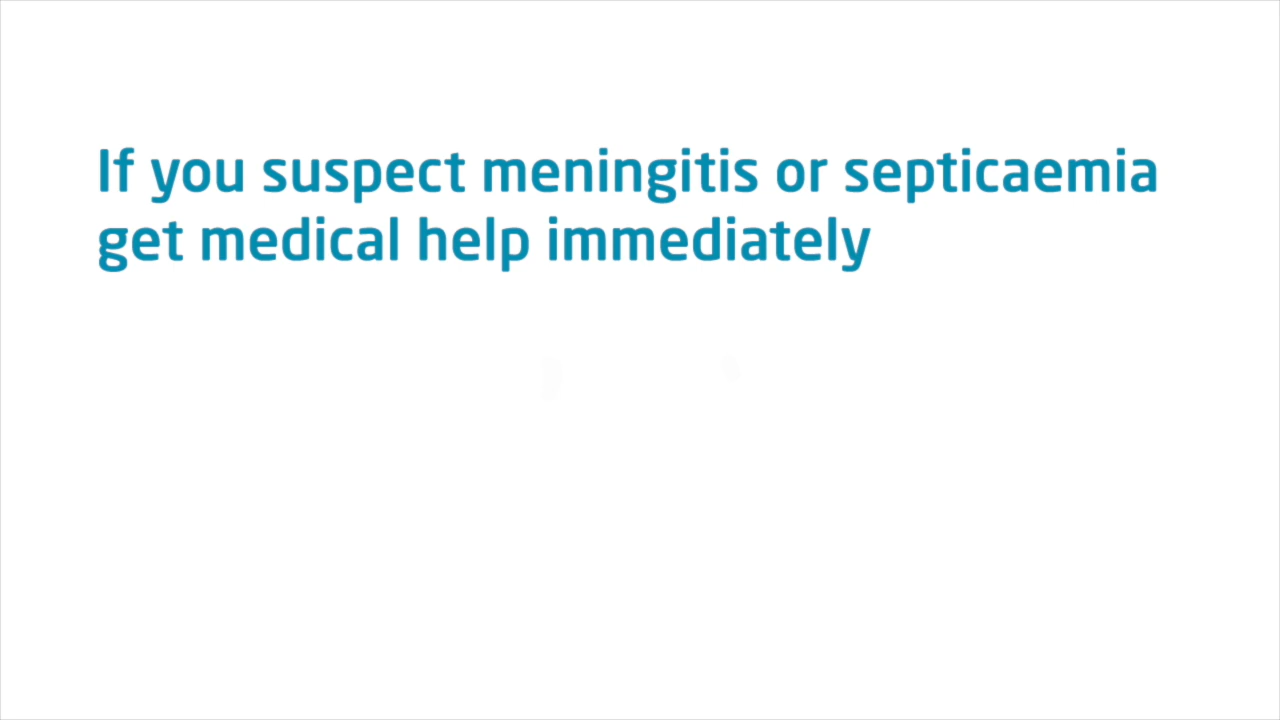 If you suspect meningitis or septicaemia
get medical help immediately